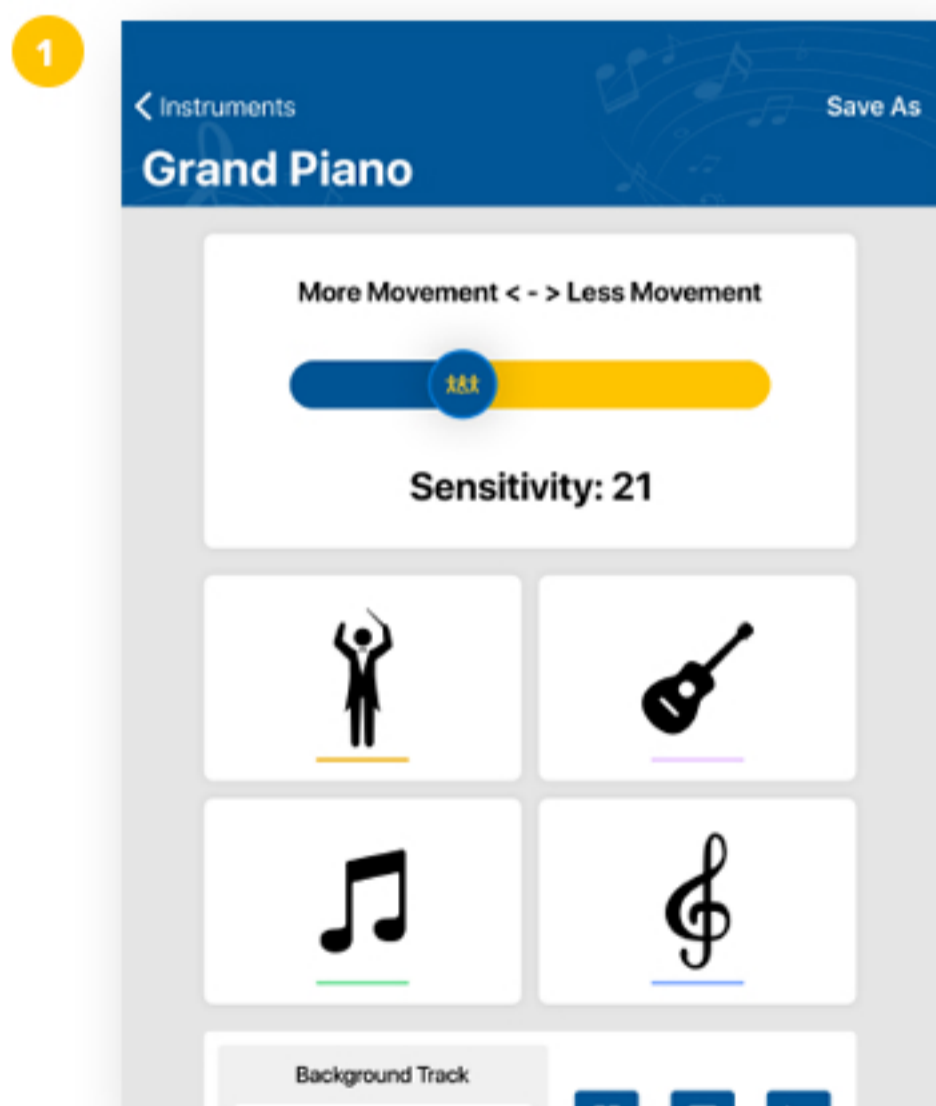 1
Instruments
Save As
Grand Piano
More Movement < - > Less Movement
Sensitivity: 21
Background Track